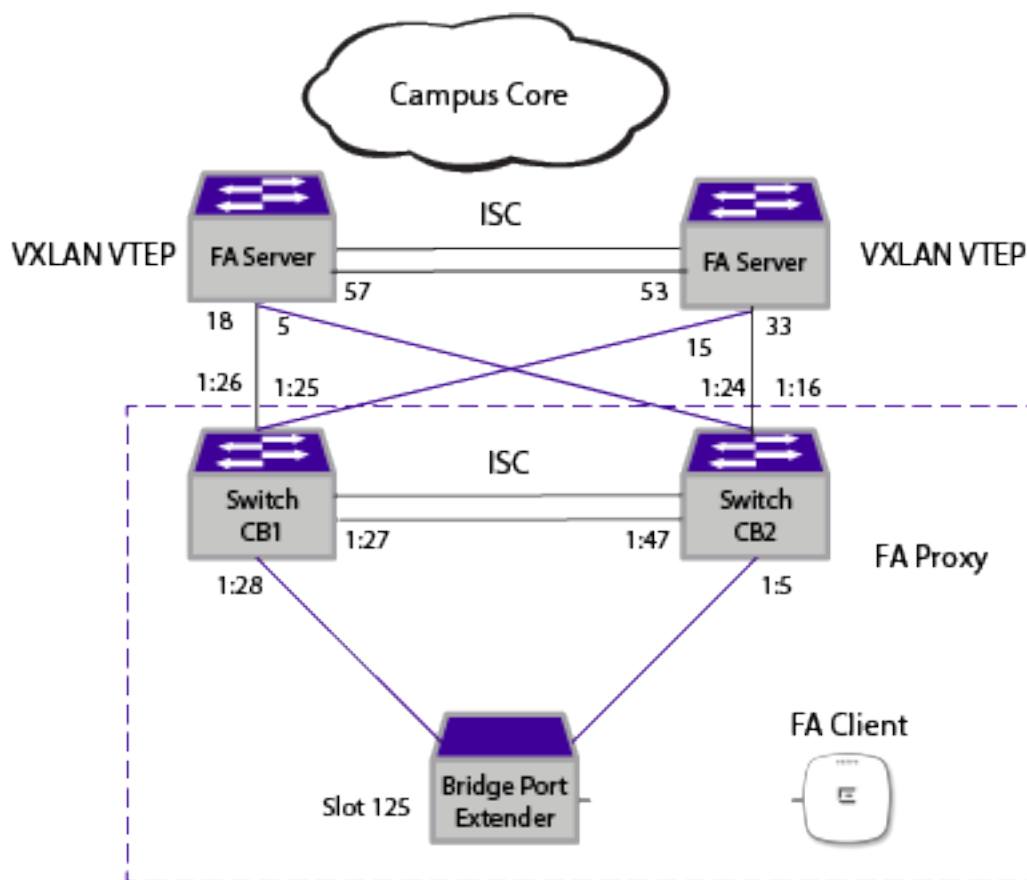 Campus Core
ISC
VXLAN VTEP
FA Server
FA Server
VXLAN VTEP
57
53
18
5
15
33
1:26
1:25
1:24
1:16
ISC
Switch
CB1
Switch
CB2
1:27
1:47
FA Proxy
1:28
1:5
FA Client
Slot 125
Bridge Port
Extender